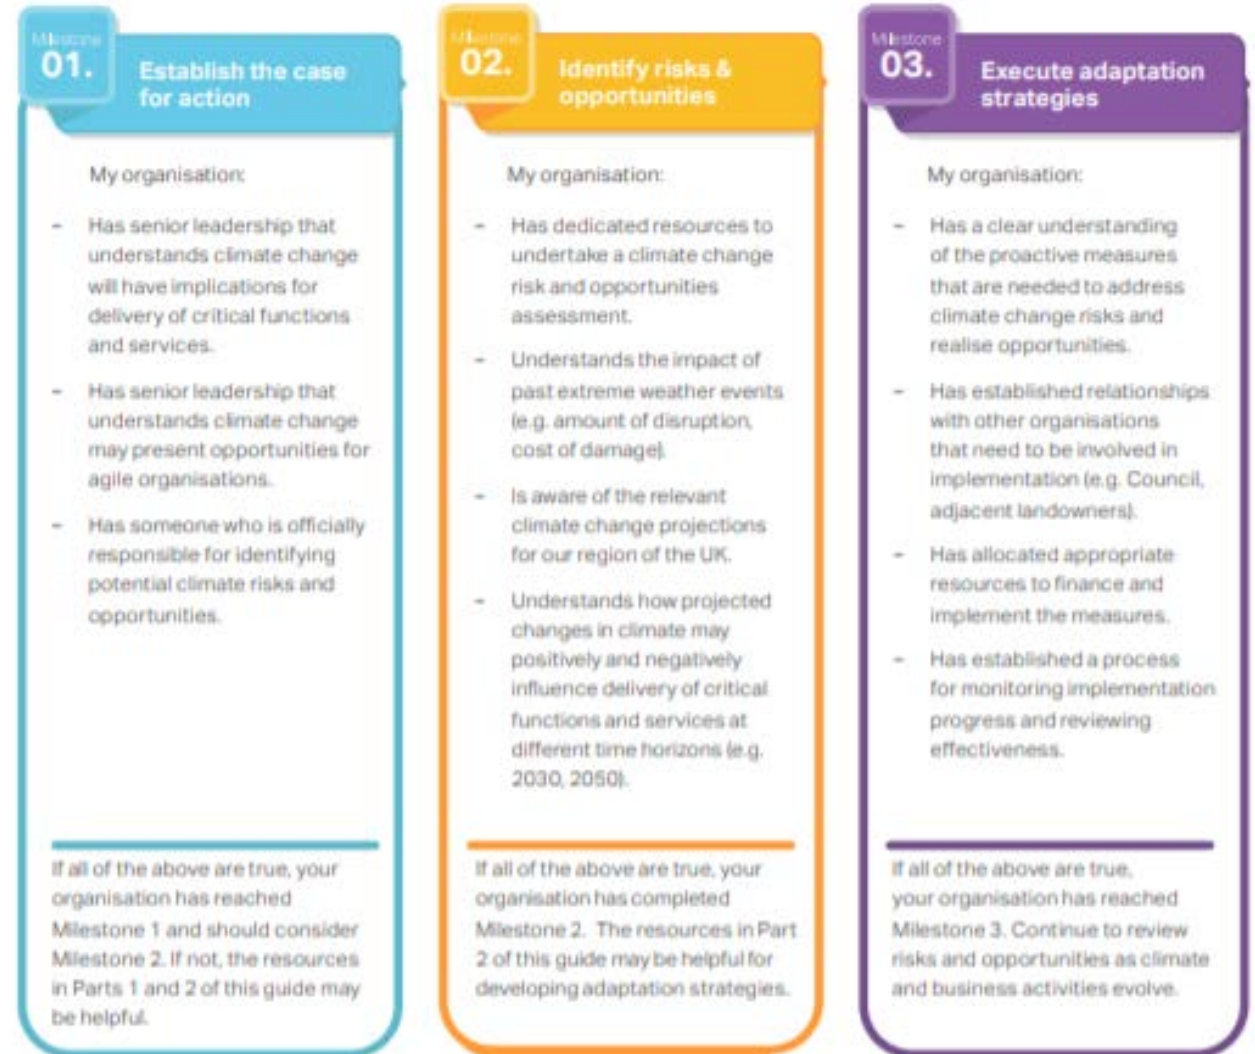 Milestone
01.
Establish the case
for action
My organisation:
– Has senior leadership that
understands climate change
will have implications for
delivery of critical functions
and services.
– Has senior leadership that
understands climate change
may present opportunities for
agile organisations.
– Has someone who is officially
responsible for identifying
potential climate risks and
opportunities.
If all of the above are true, your
organisation has reached
Milestone 1 and should consider
Milestone 2. If not, the resources
in Parts 1 and 2 of this guide may
be helpful.
Milestone
02.
Identify risks &
opportunities
My organisation:
– Has dedicated resources to
undertake a climate change
risk and opportunities
assessment.
– Understands the impact of
past extreme weather events
(e.g. amount of disruption,
cost of damage).
– Is aware of the relevant
climate change projections
for our region of the UK.
– Understands how projected
changes in climate may
positively and negatively
influence delivery of critical
functions and services at
different time horizons (e.g.
2030, 2050).
If all of the above are true, your
organisation has completed
Milestone 2. The resources in Part
2 of this guide may be helpful for
developing adaptation strategies.
Milestone
03.
Execute adaptation
strategies
My organisation:
– Has a clear understanding
of the proactive measures
that are needed to address
climate change risks and
realise opportunities.
– Has established relationships
with other organisations
that need to be involved in
implementation (e.g. Council,
adjacent landowners).
– Has allocated appropriate
resources to finance and
implement the measures.
– Has established a process
for monitoring implementation
progress and reviewing
effectiveness.
If all of the above are true,
your organisation has reached
Milestone 3. Continue to review
risks and opportunities as climate
and business activities evolve.